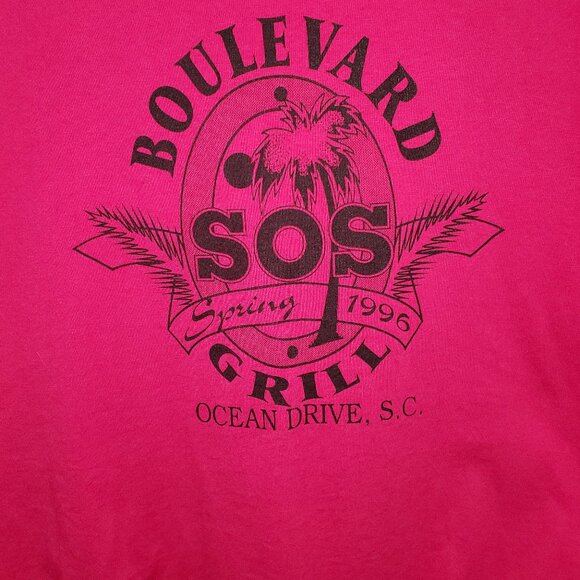 BOULEVARD
SOS
Spring 1996
GRILL
OCEAN DRIVE, S.C.